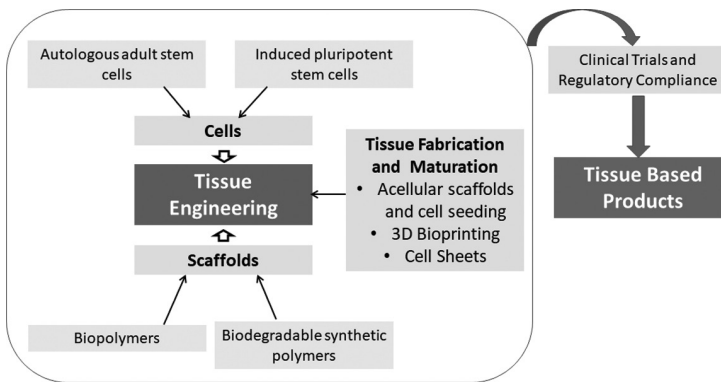 Autologous adult stem
cells
Induced pluripotent
stem cells
Cells
Tissue
Engineering
Scaffolds
Biopolymers
Biodegradable synthetic
polymers
Tissue Fabrication
and Maturation
• Acellular scaffolds
and cell seeding
• 3D Bioprinting
• Cell Sheets
Clinical Trials and
Regulatory Compliance
Tissue Based
Products